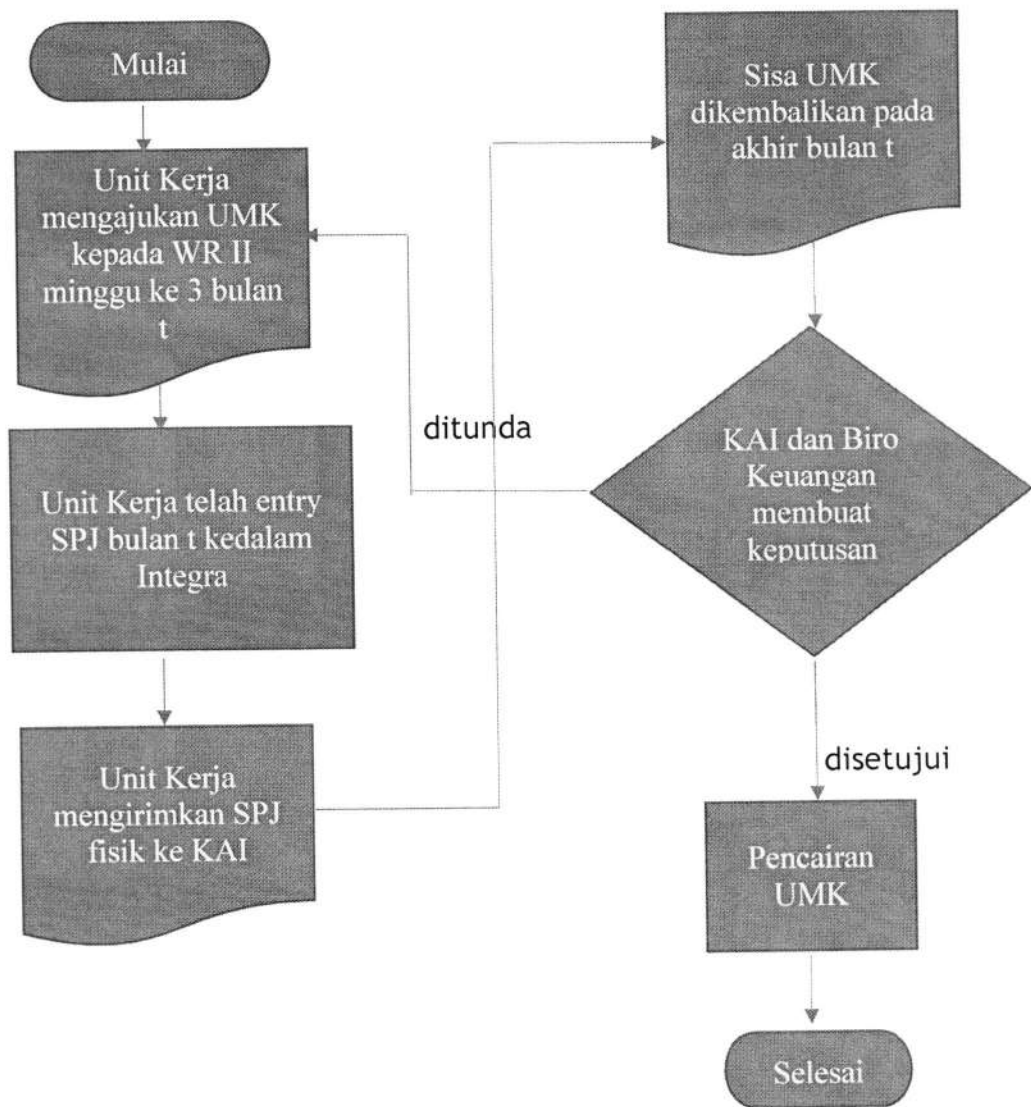 Mulai
Unit Kerja
mengajukan UMK
kepada WR II
minggu ke 3 bulan
t
Unit Kerja telah entry
SPJ bulan t kedalam
Integra
Unit Kerja
mengirimkan SPJ
fisik ke KAI
Sisa UMK
dikembalikan pada
akhir bulan t
ditunda
KAI dan Biro
Keuangan
membuat
keputusan
disetujui
Pencairan
UMK
Selesai